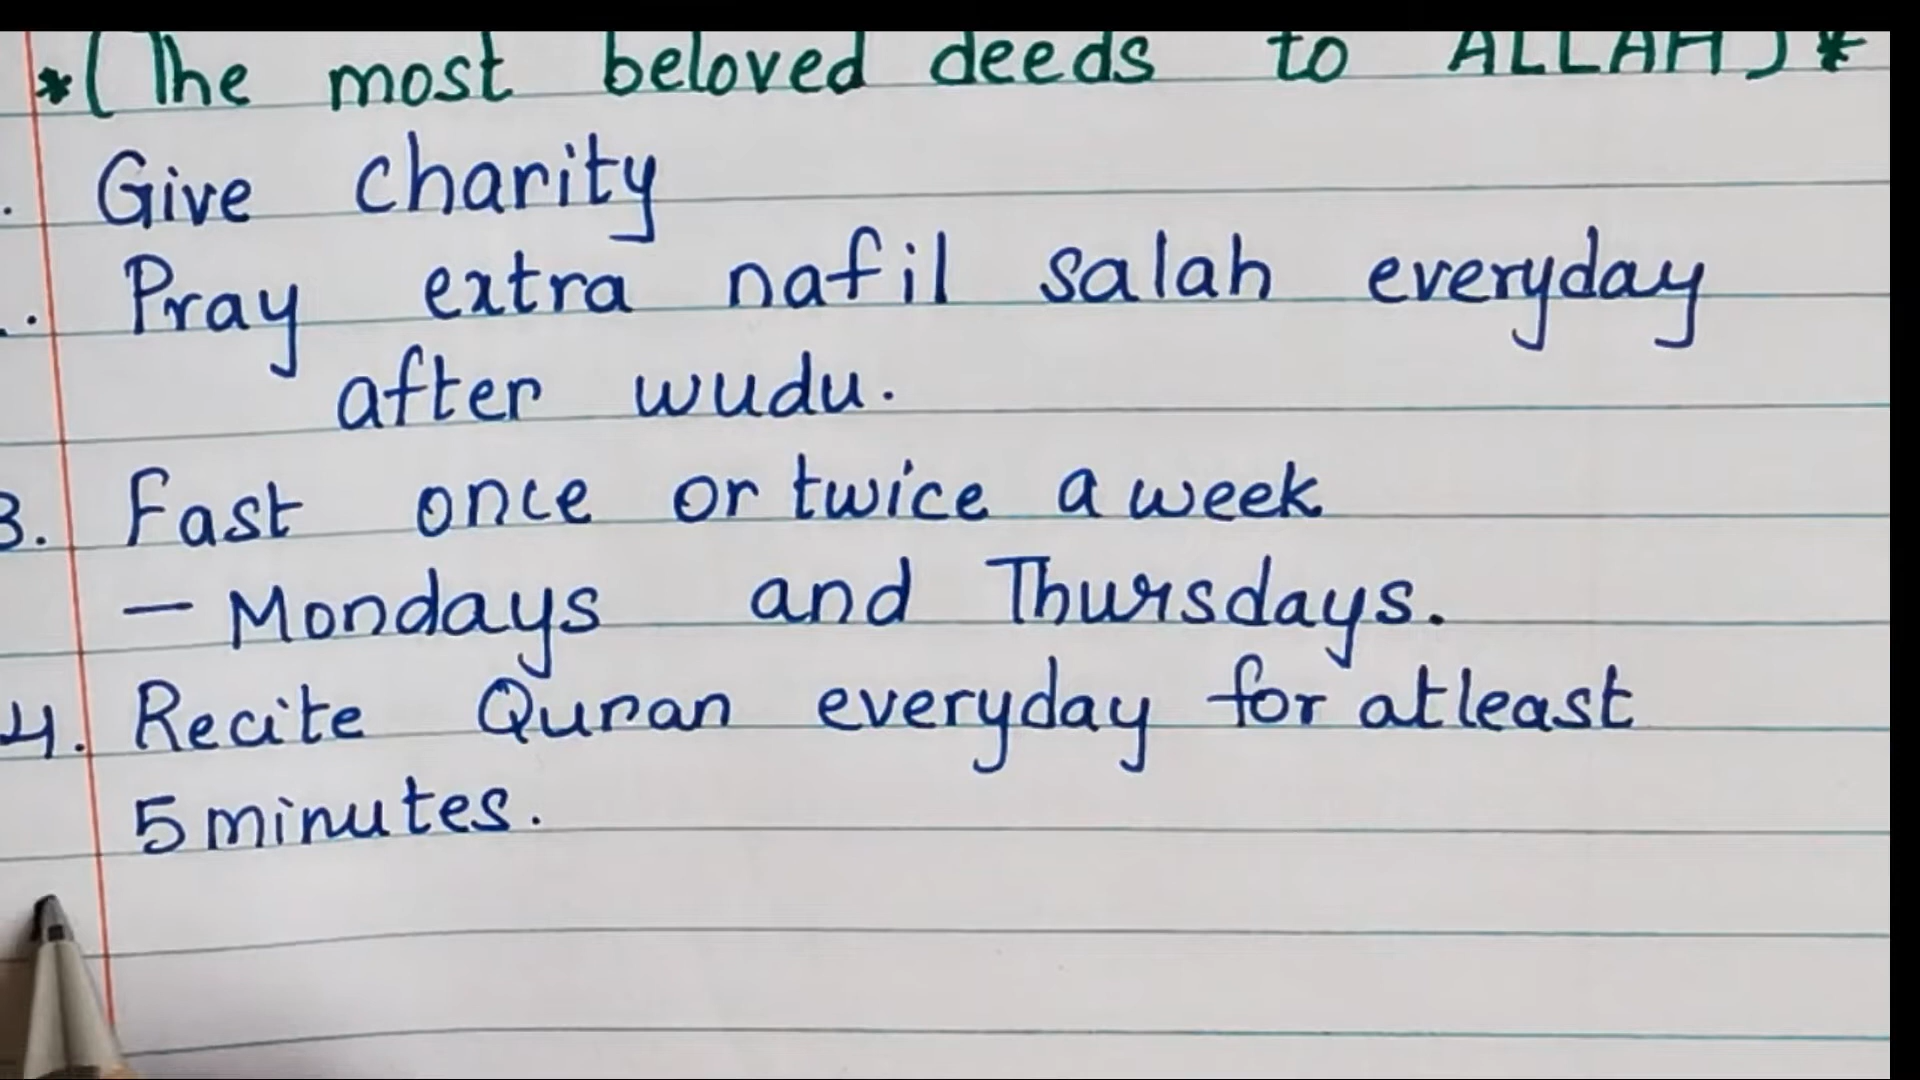 *(The most beloved deeds to ALLAH)*
. Give charity
. Pray extra nafil salah everyday
after wudu.
3. Fast once or twice a week
- Mondays and Thursdays.
4. Recite Quran everyday for atleast
5 minutes.